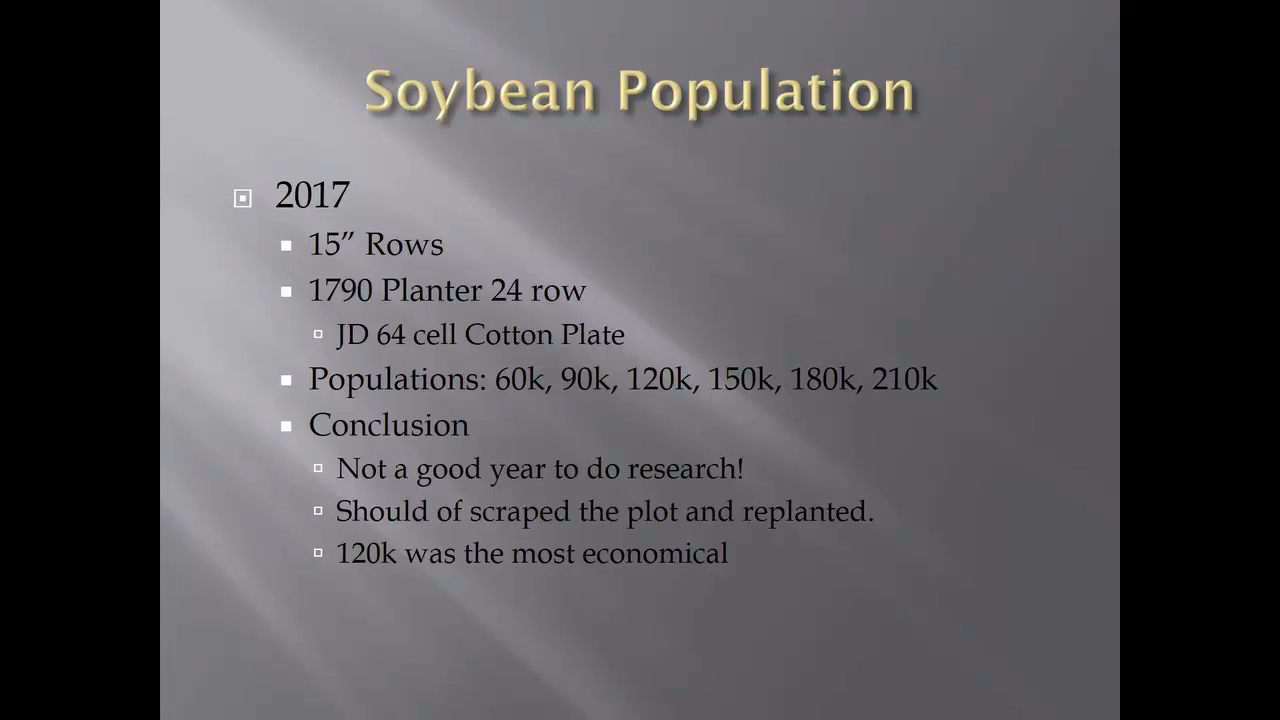 Soybean Population
2017
15” Rows
1790 Planter 24 row
JD 64 cell Cotton Plate
Populations: 60k, 90k, 120k, 150k, 180k, 210k
Conclusion
Not a good year to do research!
Should of scraped the plot and replanted.
120k was the most economical